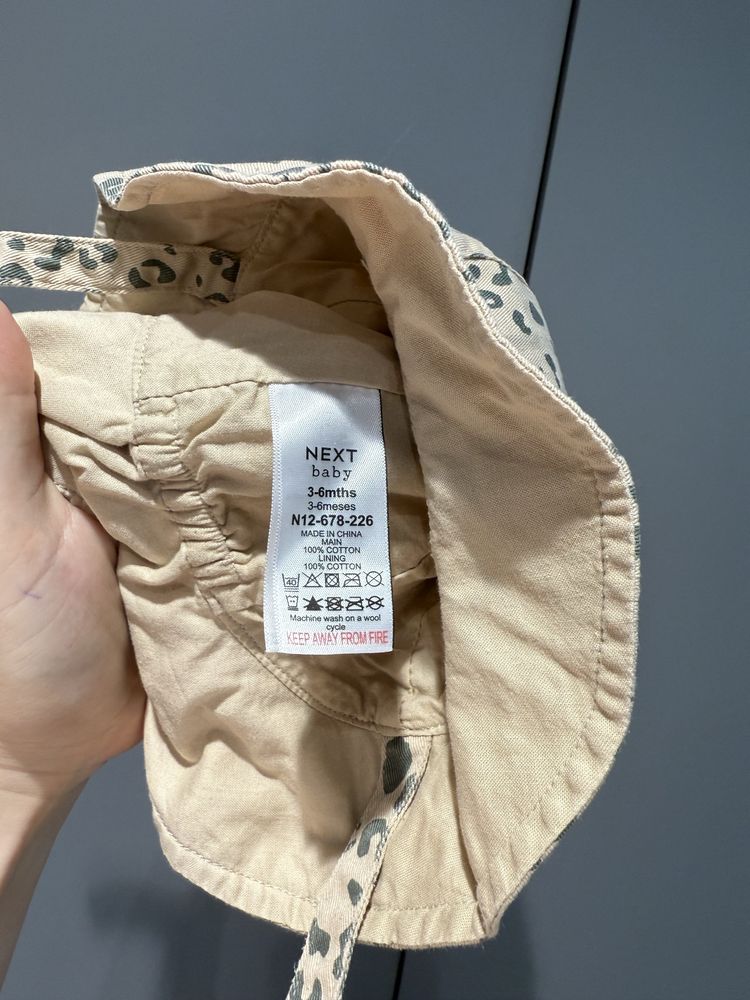 NEXT
baby
3-6mths
3-6meses
N12-678-226
MADE IN CHINA
MAIN
100% COTTON
LINING
100% COTTON
40
Machine wash on a wool
cycle
KEEP AWAY FROM FIRE